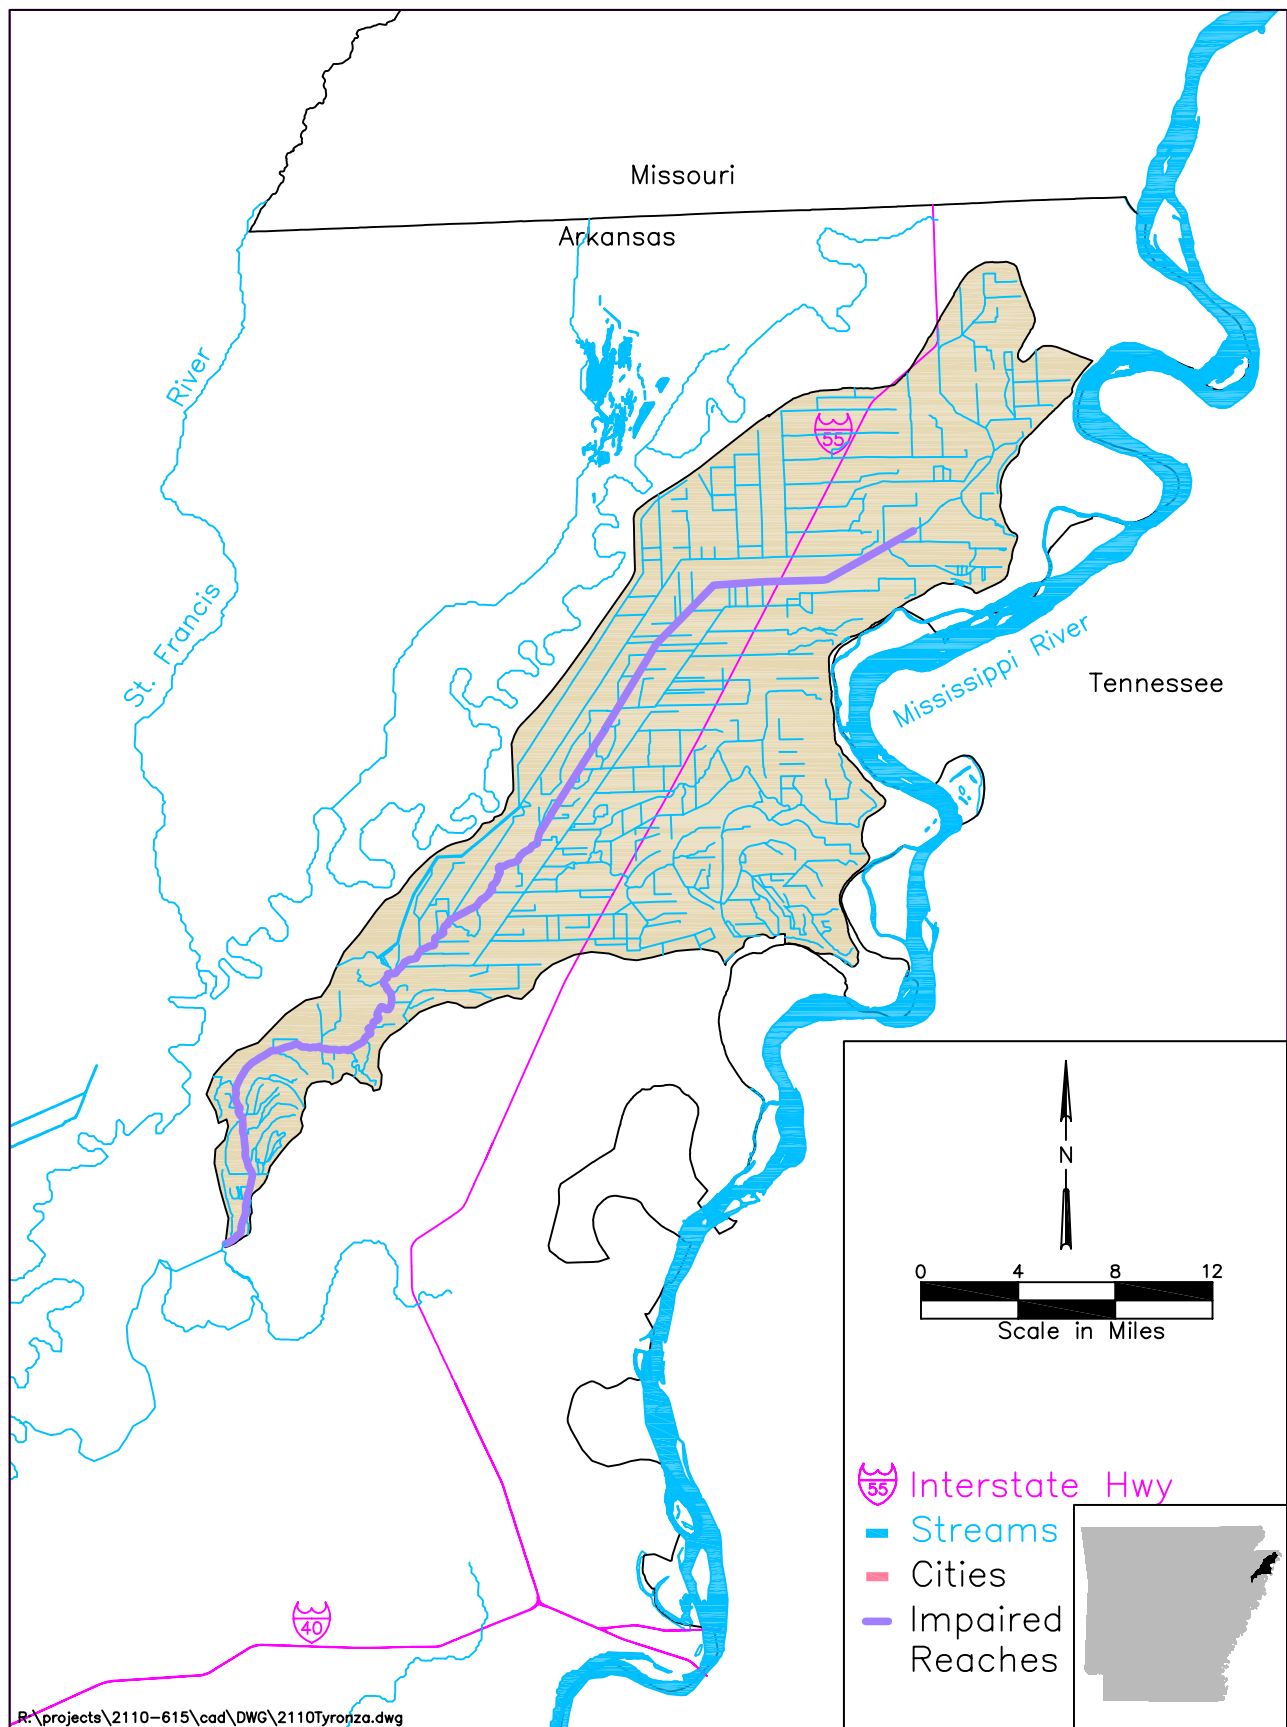 Missouri
Arkansas
River
55
St. Francis
Mississippi River
Tennessee
N
0 4 8 12
Scale in Miles
55 Interstate Hwy
Streams
Cities
Impaired
Reaches
40
R:\projects\2110-615\cad\DWG\2110Tyronza.dwg